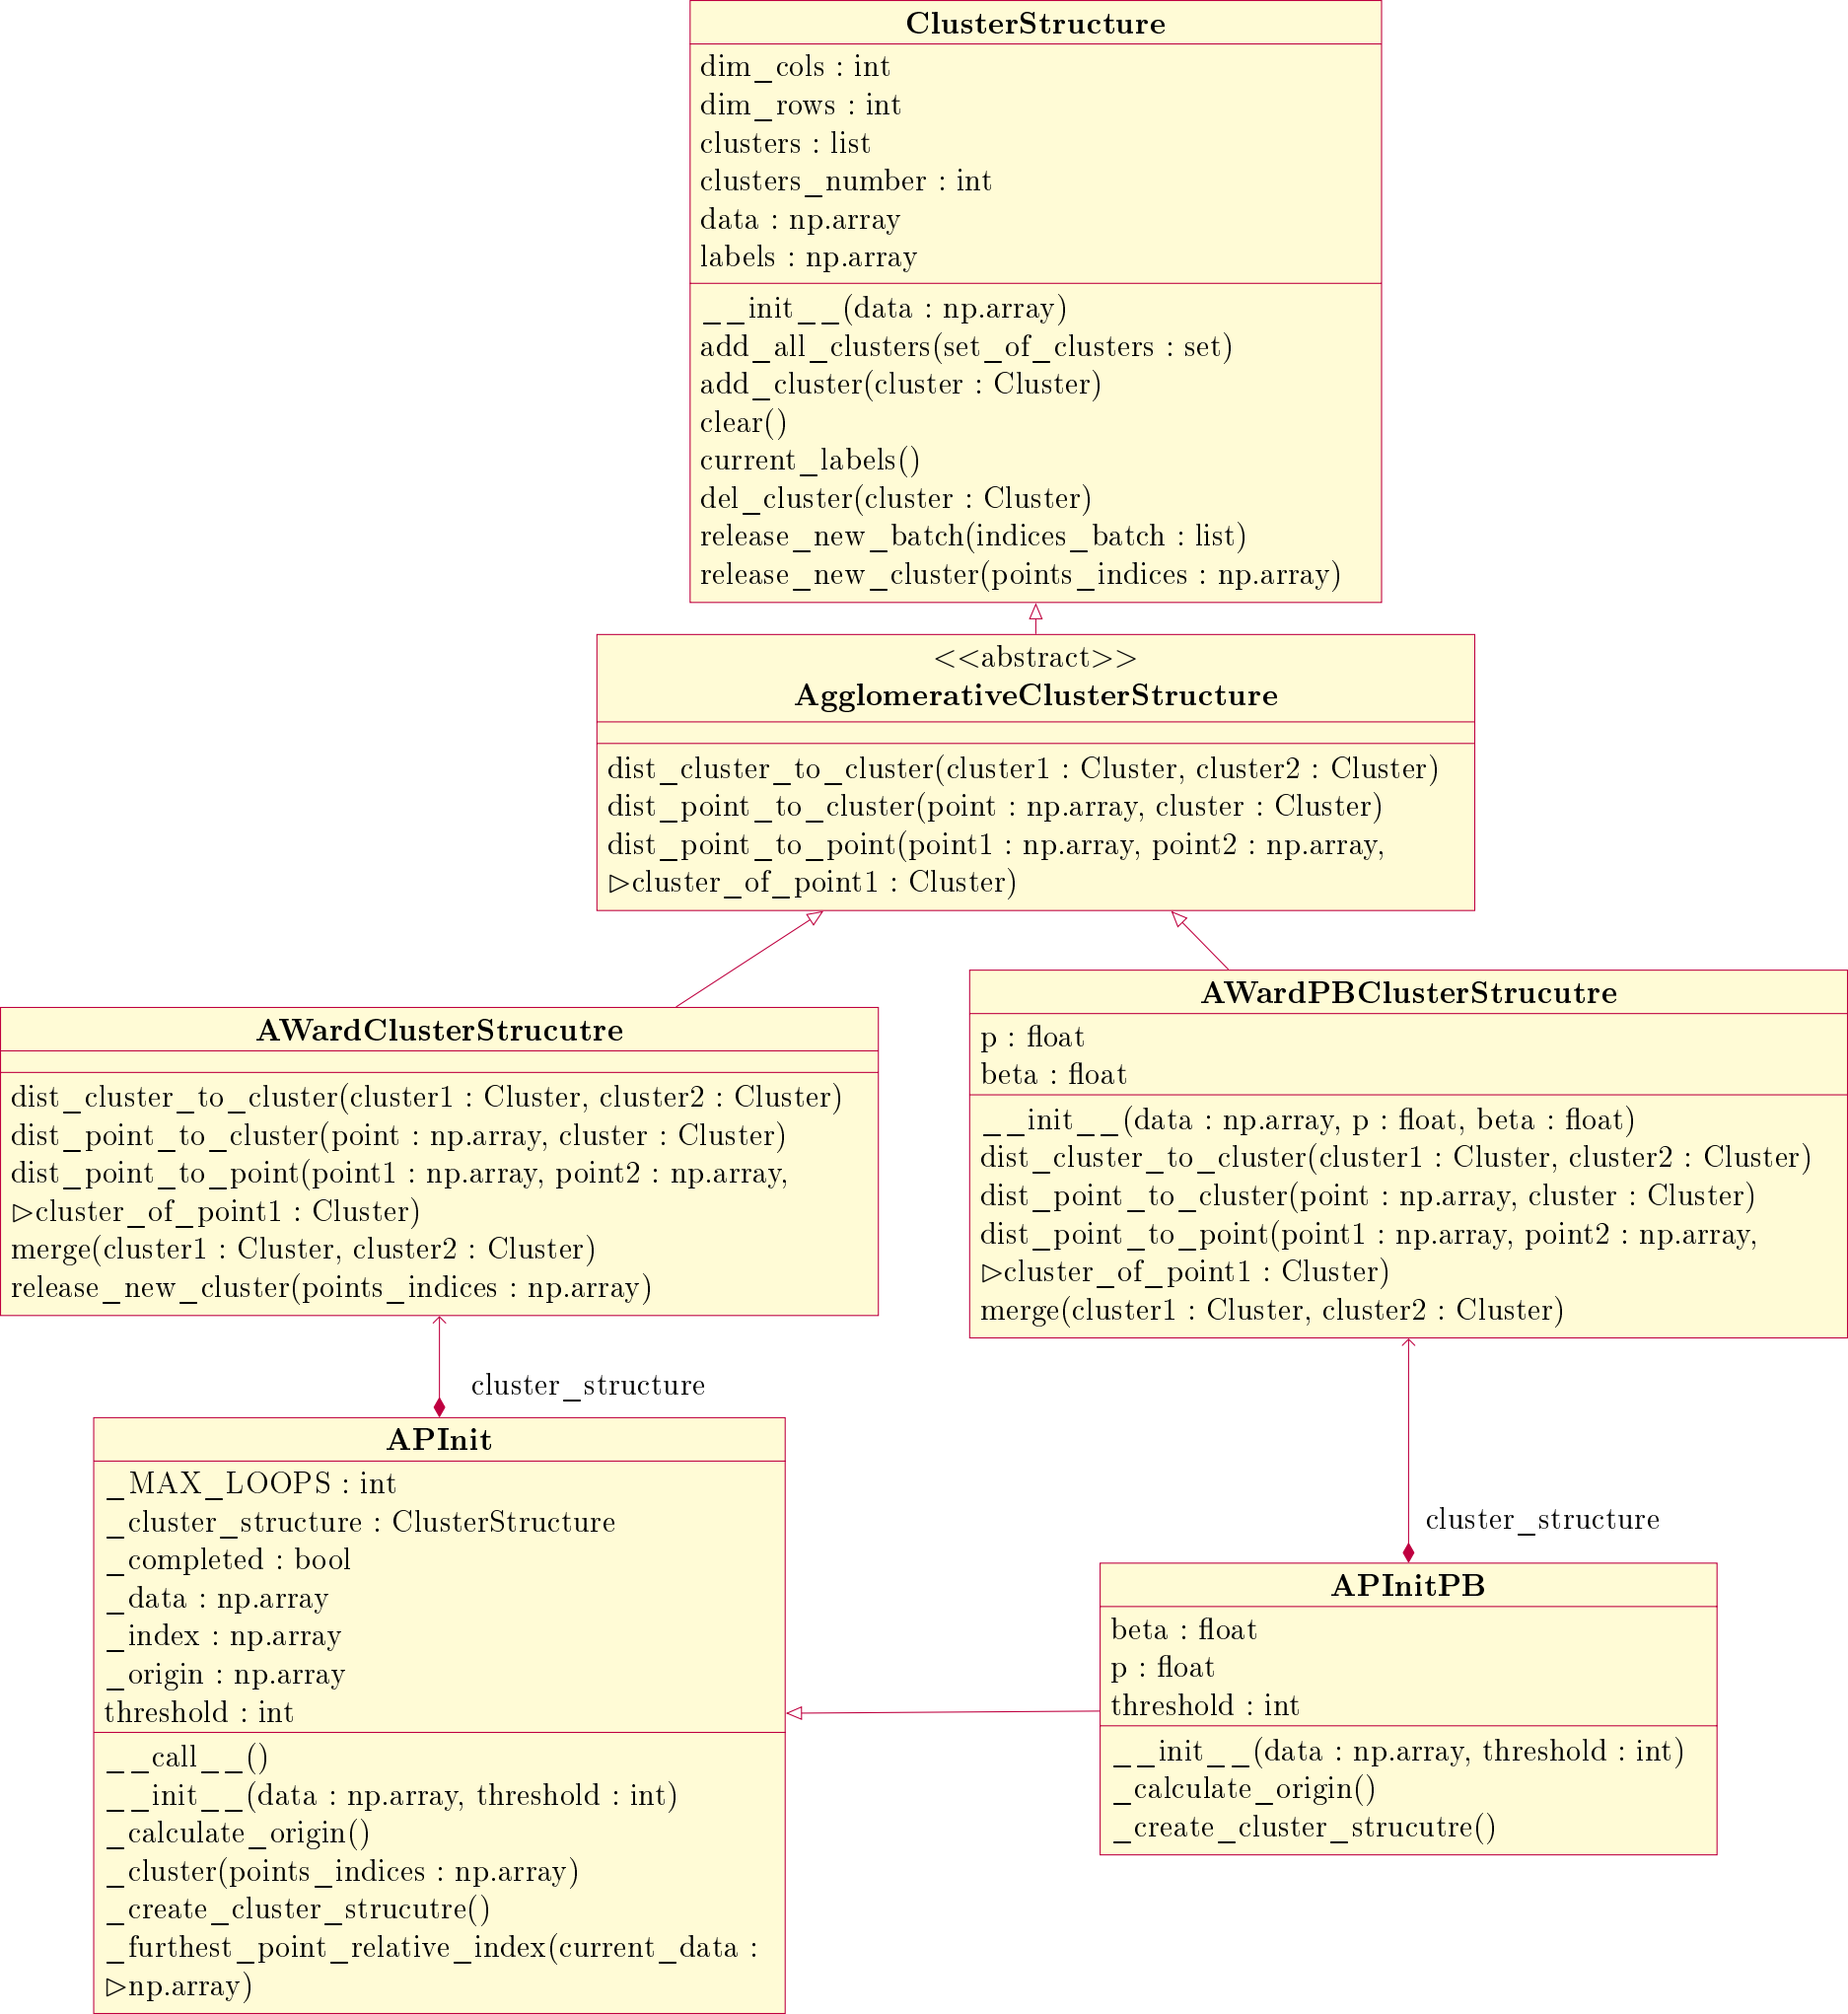 ClusterStructure
dim_cols : int
dim_rows : int
clusters : list
clusters_number : int
data : np.array
labels : np.array
__init__(data : np.array)
add_all_clusters(set_of_clusters : set)
add_cluster(cluster : Cluster)
clear()
current_labels()
del_cluster(cluster : Cluster)
release_new_batch(indices_batch : list)
release_new_cluster(points_indices : np.array)
<<abstract>>
AgglomerativeClusterStructure
dist_cluster_to_cluster(cluster1 : Cluster, cluster2 : Cluster)
dist_point_to_cluster(point : np.array, cluster : Cluster)
dist_point_to_point(point1 : np.array, point2 : np.array,
▷cluster_of_point1 : Cluster)
AWardClusterStrucutre
dist_cluster_to_cluster(cluster1 : Cluster, cluster2 : Cluster)
dist_point_to_cluster(point : np.array, cluster : Cluster)
dist_point_to_point(point1 : np.array, point2 : np.array,
▷cluster_of_point1 : Cluster)
merge(cluster1 : Cluster, cluster2 : Cluster)
release_new_cluster(points_indices : np.array)
AWardPBClusterStrucutre
p : float
beta : float
__init__(data : np.array, p : float, beta : float)
dist_cluster_to_cluster(cluster1 : Cluster, cluster2 : Cluster)
dist_point_to_cluster(point : np.array, cluster : Cluster)
dist_point_to_point(point1 : np.array, point2 : np.array,
▷cluster_of_point1 : Cluster)
merge(cluster1 : Cluster, cluster2 : Cluster)
cluster_structure
APInit
_MAX_LOOPS : int
_cluster_structure : ClusterStructure
_completed : bool
_data : np.array
_index : np.array
_origin : np.array
threshold : int
__call__()
__init__(data : np.array, threshold : int)
_calculate_origin()
_cluster(points_indices : np.array)
_create_cluster_strucutre()
_furthest_point_relative_index(current_data :
▷np.array)
cluster_structure
APInitPB
beta : float
p : float
threshold : int
__init__(data : np.array, threshold : int)
_calculate_origin()
_create_cluster_strucutre()